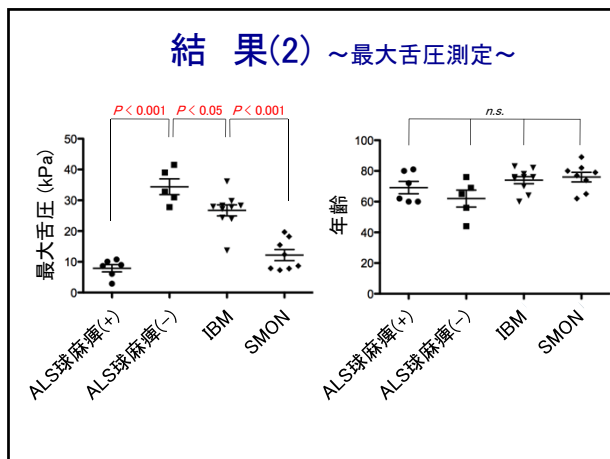 結 果(2) ~最大舌圧測定~
P < 0.001 P < 0.05 P < 0.001
最大舌圧 (kPa)
50
40
30
20
10
0
ALS球麻痺(+)
ALS球麻痺(-)
IBM
SMON
n.s.
年齢
100
80
60
40
20
0
ALS球麻痺(+)
ALS球麻痺(-)
IBM
SMON